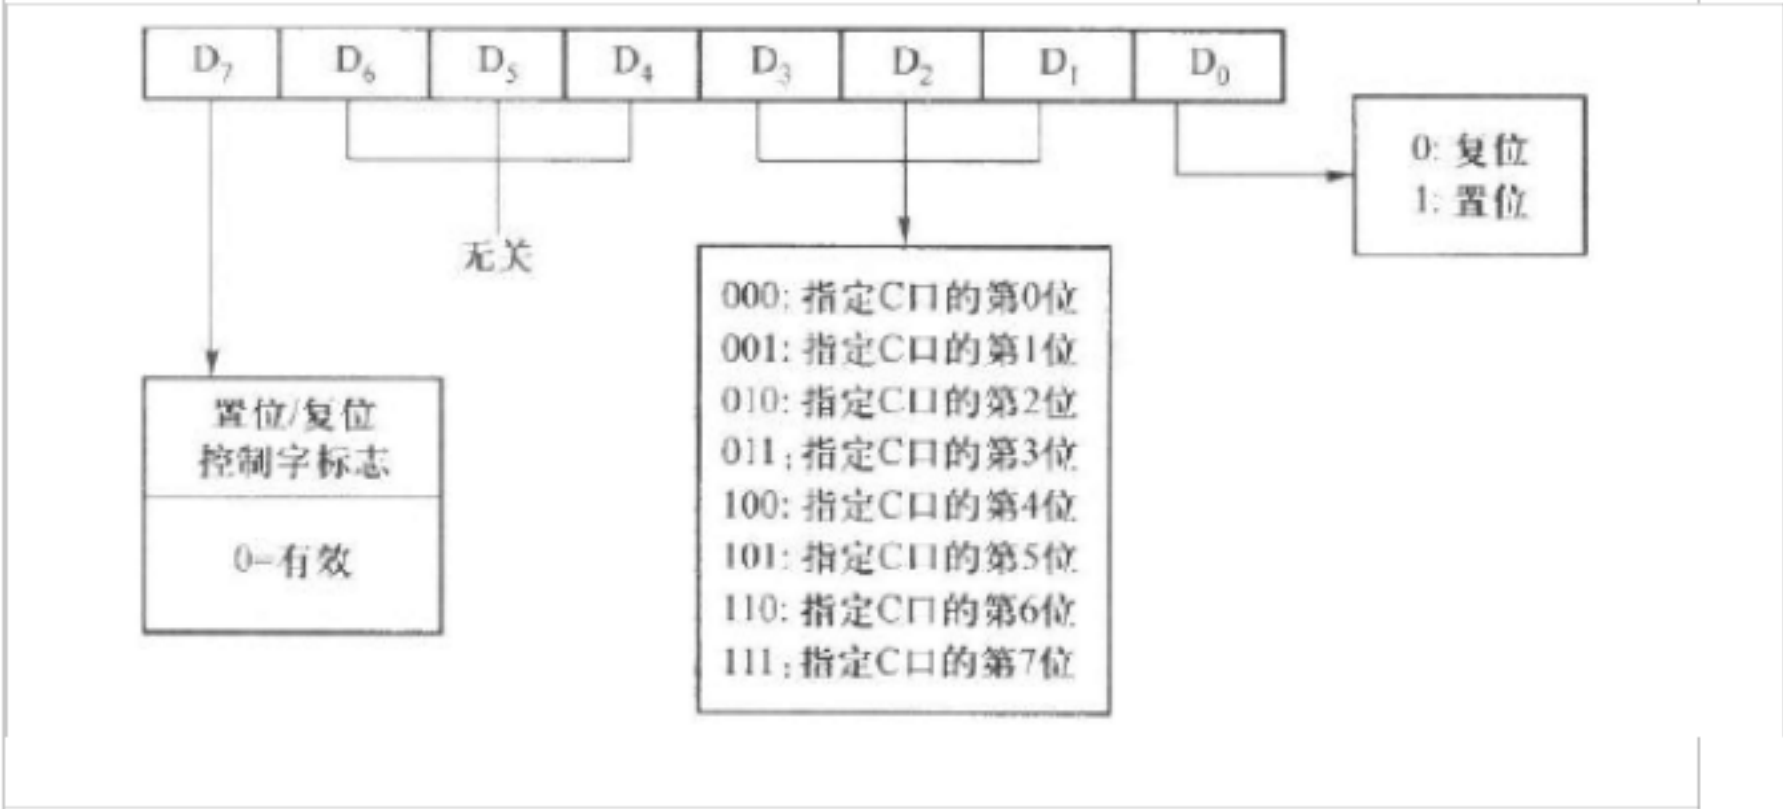 D₇ D₆ D₅ D₄ D₃ D₂ D₁ D₀
0: 复位
1: 置位
无关
000: 指定C口的第0位
001: 指定C口的第1位
010: 指定C口的第2位
011: 指定C口的第3位
100: 指定C口的第4位
101: 指定C口的第5位
110: 指定C口的第6位
111: 指定C口的第7位
置位/复位
控制字标志
0-有效